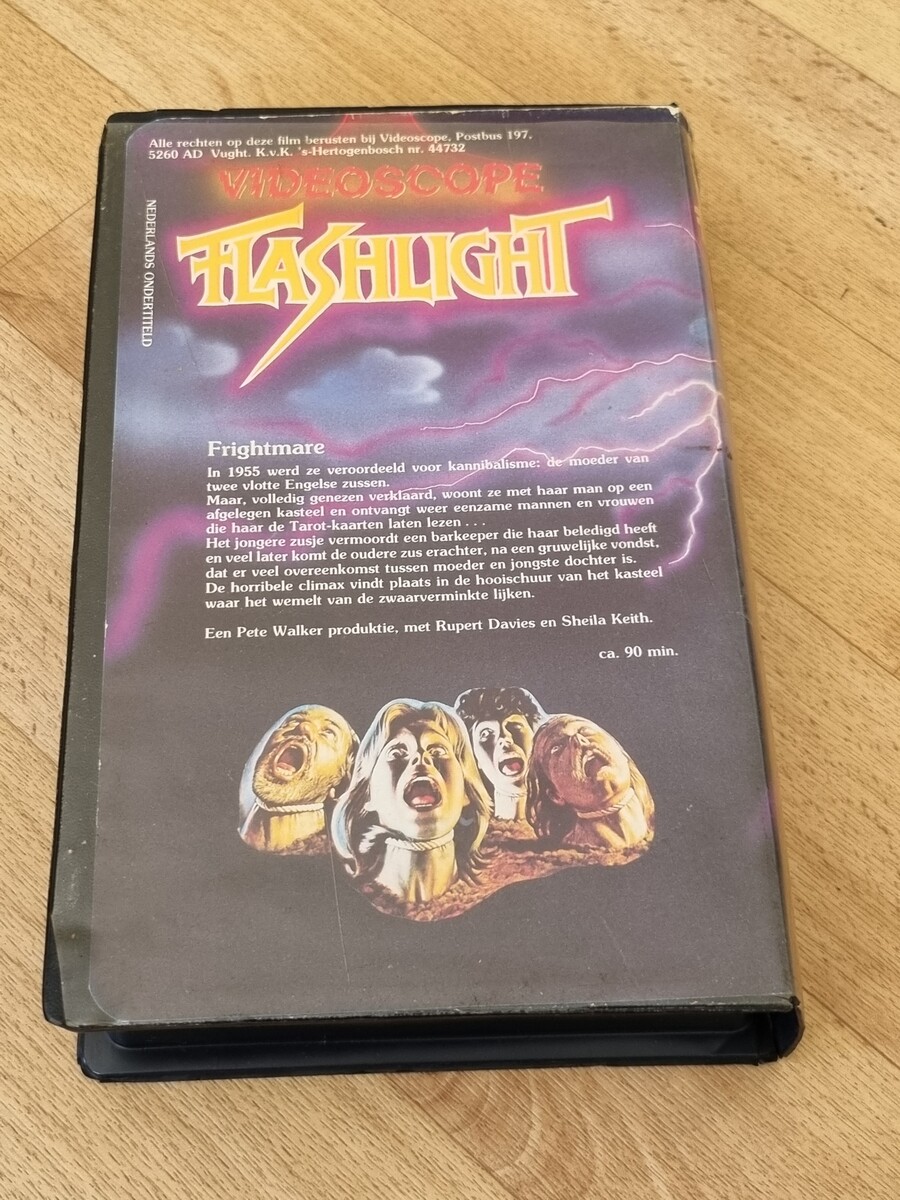 Alle rechten op deze film berusten bij Videoscope, Postbus 197,
5260 AD Vught. K.v.K. 's-Hertogenbosch nr. 44732
VIDEOSCOPE
FLASHLIGHT
NEDERLANDS ONDERTITELD
Frightmare
In 1955 werd ze veroordeeld voor kannibalisme: de moeder van
twee vlotte Engelse zussen.
Maar, volledig genezen verklaard, woont ze met haar man op een
afgelegen kasteel en ontvangt weer eenzame mannen en vrouwen
die haar de Tarot-kaarten laten lezen . . .
Het jongere zusje vermoordt een barkeeper die haar beledigd heeft
en veel later komt de oudere zus erachter, na een gruwelijke vondst,
dat er veel overeenkomst tussen moeder en jongste dochter is.
De horribele climax vindt plaats in de hooischuur van het kasteel
waar het wemelt van de zwaarverminkte lijken.
Een Pete Walker produktie, met Rupert Davies en Sheila Keith.
ca. 90 min.